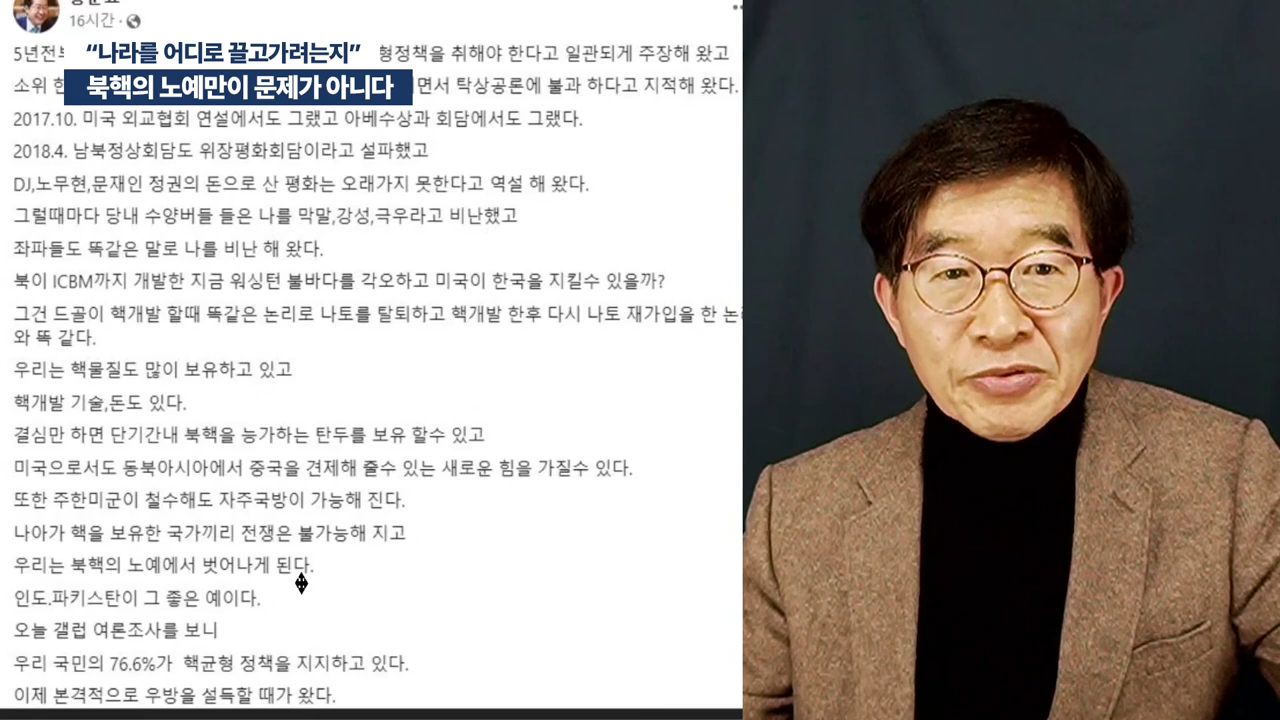 16시간 ·
“나라를 어디로 끌고가려는지”
북핵의 노예만이 문제가 아니다
5년전부 형정책을 취해야 한다고 일관되게 주장해 왔고
소위 한 면서 탁상공론에 불과 하다고 지적해 왔다.
2017.10. 미국 외교협회 연설에서도 그랬고 아베수상과 회담에서도 그랬다.
2018.4. 남북정상회담도 위장평화회담이라고 설파했고
DJ,노무현,문재인 정권의 돈으로 산 평화는 오래가지 못한다고 역설 해 왔다.
그럴때마다 당내 수양버들 들은 나를 막말,강성,극우라고 비난했고
좌파들도 똑같은 말로 나를 비난 해 왔다.
북이 ICBM까지 개발한 지금 워싱턴 불바다를 각오하고 미국이 한국을 지킬수 있을까?
그건 드골이 핵개발 할때 똑같은 논리로 나토를 탈퇴하고 핵개발 한후 다시 나토 재가입을 한 논리
와 똑 같다.
우리는 핵물질도 많이 보유하고 있고
핵개발 기술,돈도 있다.
결심만 하면 단기간내 북핵을 능가하는 탄두를 보유 할수 있고
미국으로서도 동북아시아에서 중국을 견제해 줄수 있는 새로운 힘을 가질수 있다.
또한 주한미군이 철수해도 자주국방이 가능해 진다.
나아가 핵을 보유한 국가끼리 전쟁은 불가능해 지고
우리는 북핵의 노예에서 벗어나게 된다.
인도.파키스탄이 그 좋은 예이다.
오늘 갤럽 여론조사를 보니
우리 국민의 76.6%가 핵균형 정책을 지지하고 있다.
이제 본격적으로 우방을 설득할 때가 왔다.